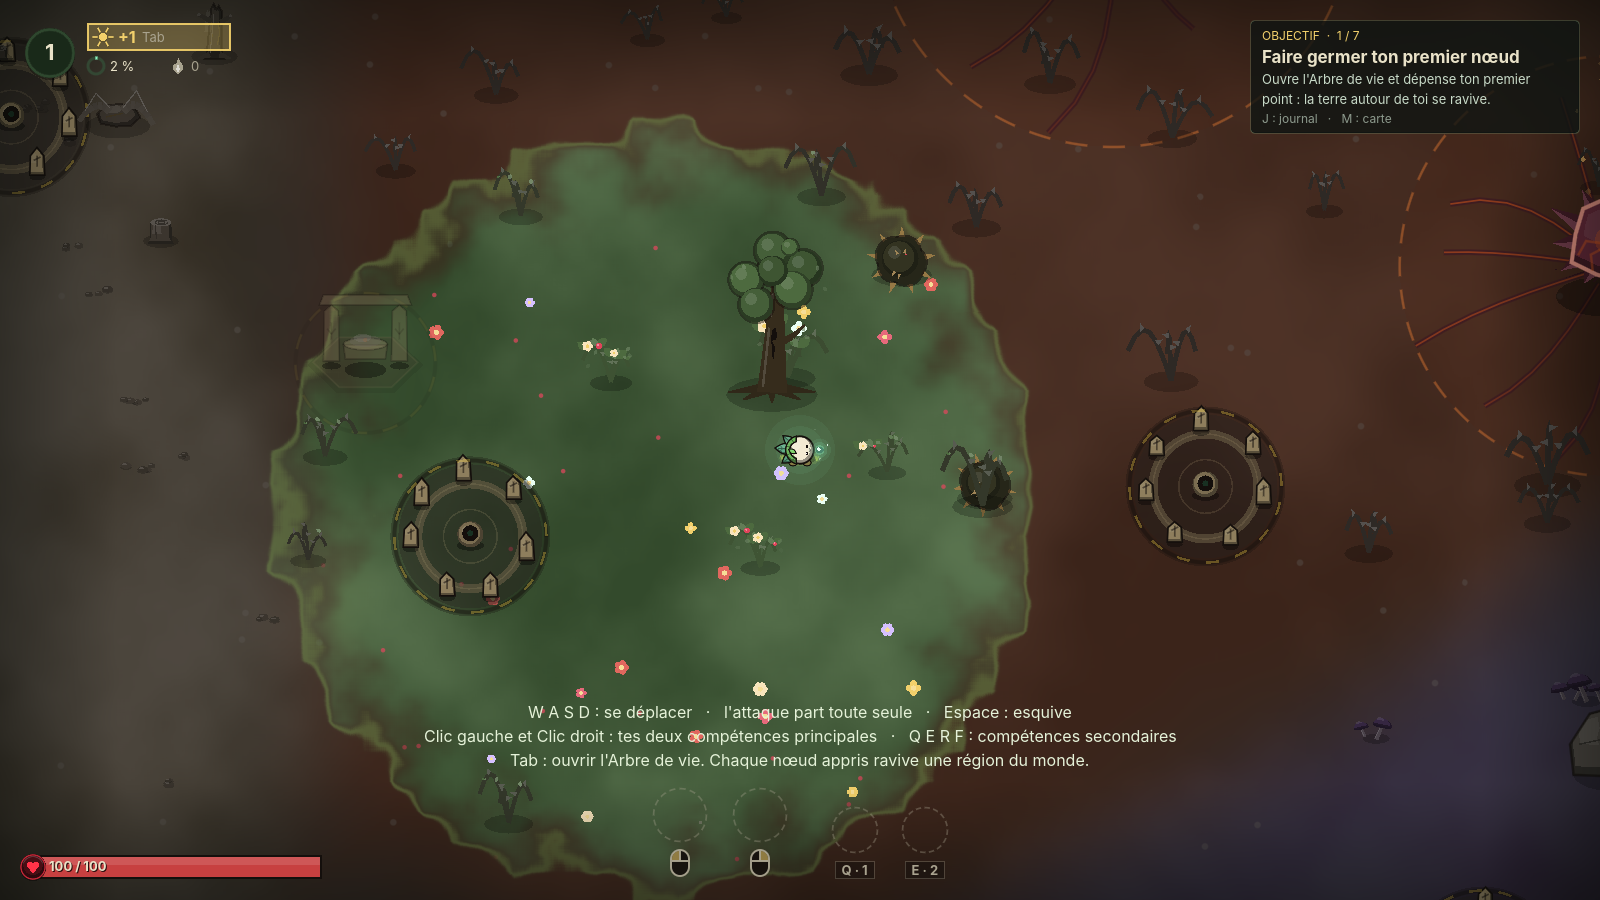 1
+1 Tab
2 % 0
OBJECTIF · 1 / 7
Faire germer ton premier nœud
Ouvre l'Arbre de vie et dépense ton premier
point : la terre autour de toi se ravive.
J : journal · M : carte
W A S D : se déplacer · l'attaque part toute seule · Espace : esquive
Clic gauche et Clic droit : tes deux compétences principales · Q E R F : compétences secondaires
Tab : ouvrir l'Arbre de vie. Chaque nœud appris ravive une région du monde.
100 / 100
Q · 1
E · 2